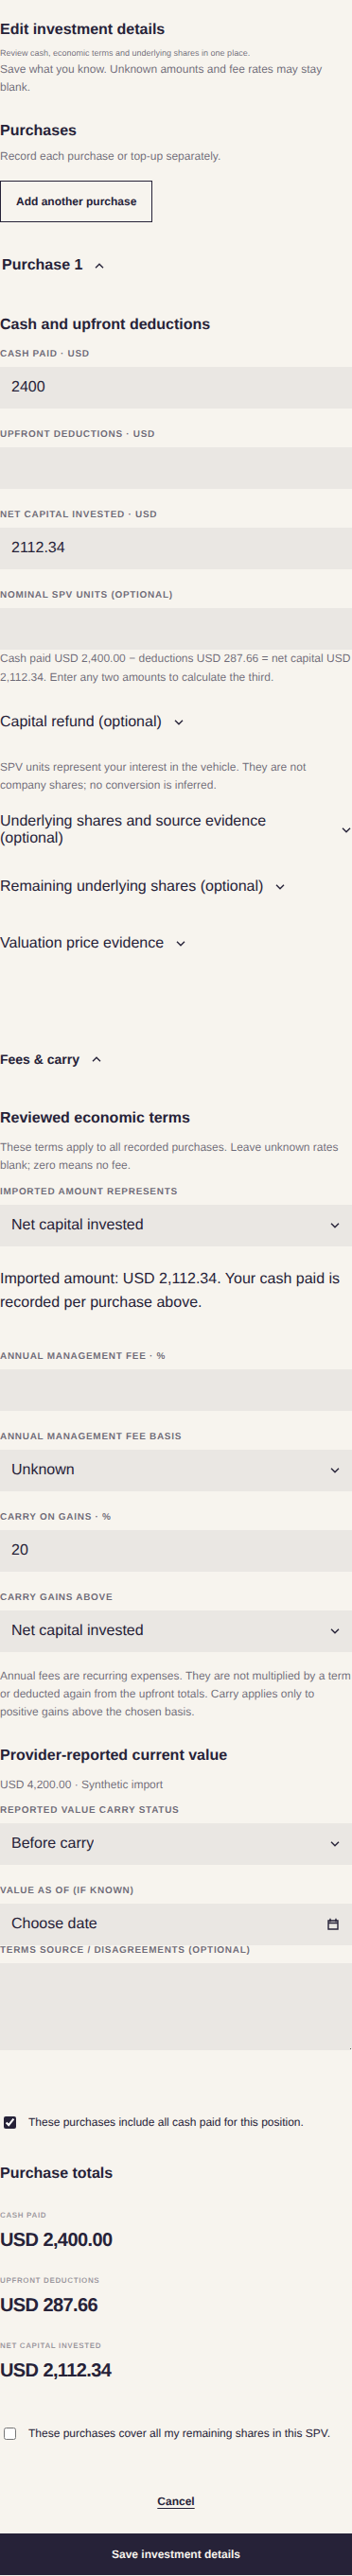 Edit investment details
Review cash, economic terms and underlying shares in one place.
Save what you know. Unknown amounts and fee rates may stay
blank.
Purchases
Record each purchase or top-up separately.
Add another purchase
Purchase 1
Cash and upfront deductions
CASH PAID · USD
2400
UPFRONT DEDUCTIONS · USD
NET CAPITAL INVESTED · USD
2112.34
NOMINAL SPV UNITS (OPTIONAL)
Cash paid USD 2,400.00 − deductions USD 287.66 = net capital USD
2,112.34. Enter any two amounts to calculate the third.
Capital refund (optional)
SPV units represent your interest in the vehicle. They are not
company shares; no conversion is inferred.
Underlying shares and source evidence
(optional)
Remaining underlying shares (optional)
Valuation price evidence
Fees & carry
Reviewed economic terms
These terms apply to all recorded purchases. Leave unknown rates
blank; zero means no fee.
IMPORTED AMOUNT REPRESENTS
Net capital invested
Imported amount: USD 2,112.34. Your cash paid is
recorded per purchase above.
ANNUAL MANAGEMENT FEE · %
ANNUAL MANAGEMENT FEE BASIS
Unknown
CARRY ON GAINS · %
20
CARRY GAINS ABOVE
Net capital invested
Annual fees are recurring expenses. They are not multiplied by a term
or deducted again from the upfront totals. Carry applies only to
positive gains above the chosen basis.
Provider-reported current value
USD 4,200.00 · Synthetic import
REPORTED VALUE CARRY STATUS
Before carry
VALUE AS OF (IF KNOWN)
Choose date
TERMS SOURCE / DISAGREEMENTS (OPTIONAL)
These purchases include all cash paid for this position.
Purchase totals
CASH PAID
USD 2,400.00
UPFRONT DEDUCTIONS
USD 287.66
NET CAPITAL INVESTED
USD 2,112.34
These purchases cover all my remaining shares in this SPV.
Cancel
Save investment details